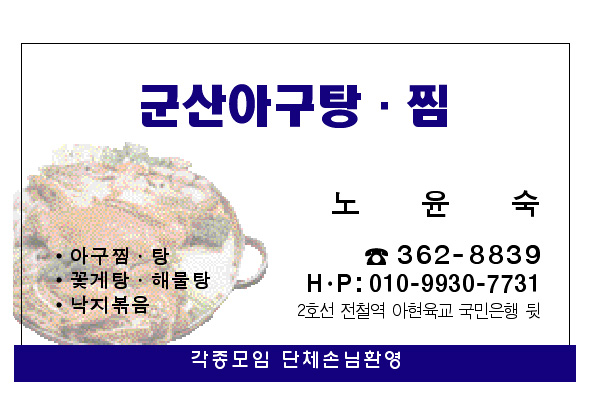 군산아구탕 · 찜
노 윤 숙
☎ 362-8839
H·P: 010-9930-7731
2호선 전철역 아현육교 국민은행 뒷
• 아구찜 · 탕
• 꽃게탕 · 해물탕
• 낙지볶음
각종모임 단체손님환영